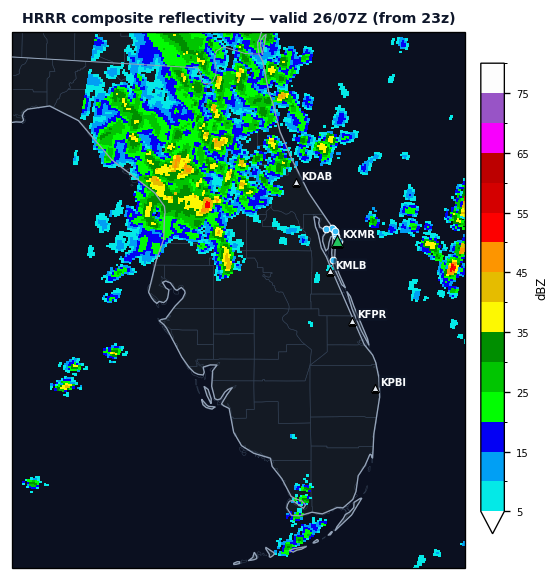 HRRR composite reflectivity — valid 26/07Z (from 23z)
KDAB
KXMR
KMLB
KFPR
KPBI
75
65
55
45
35
25
15
5
dBZ